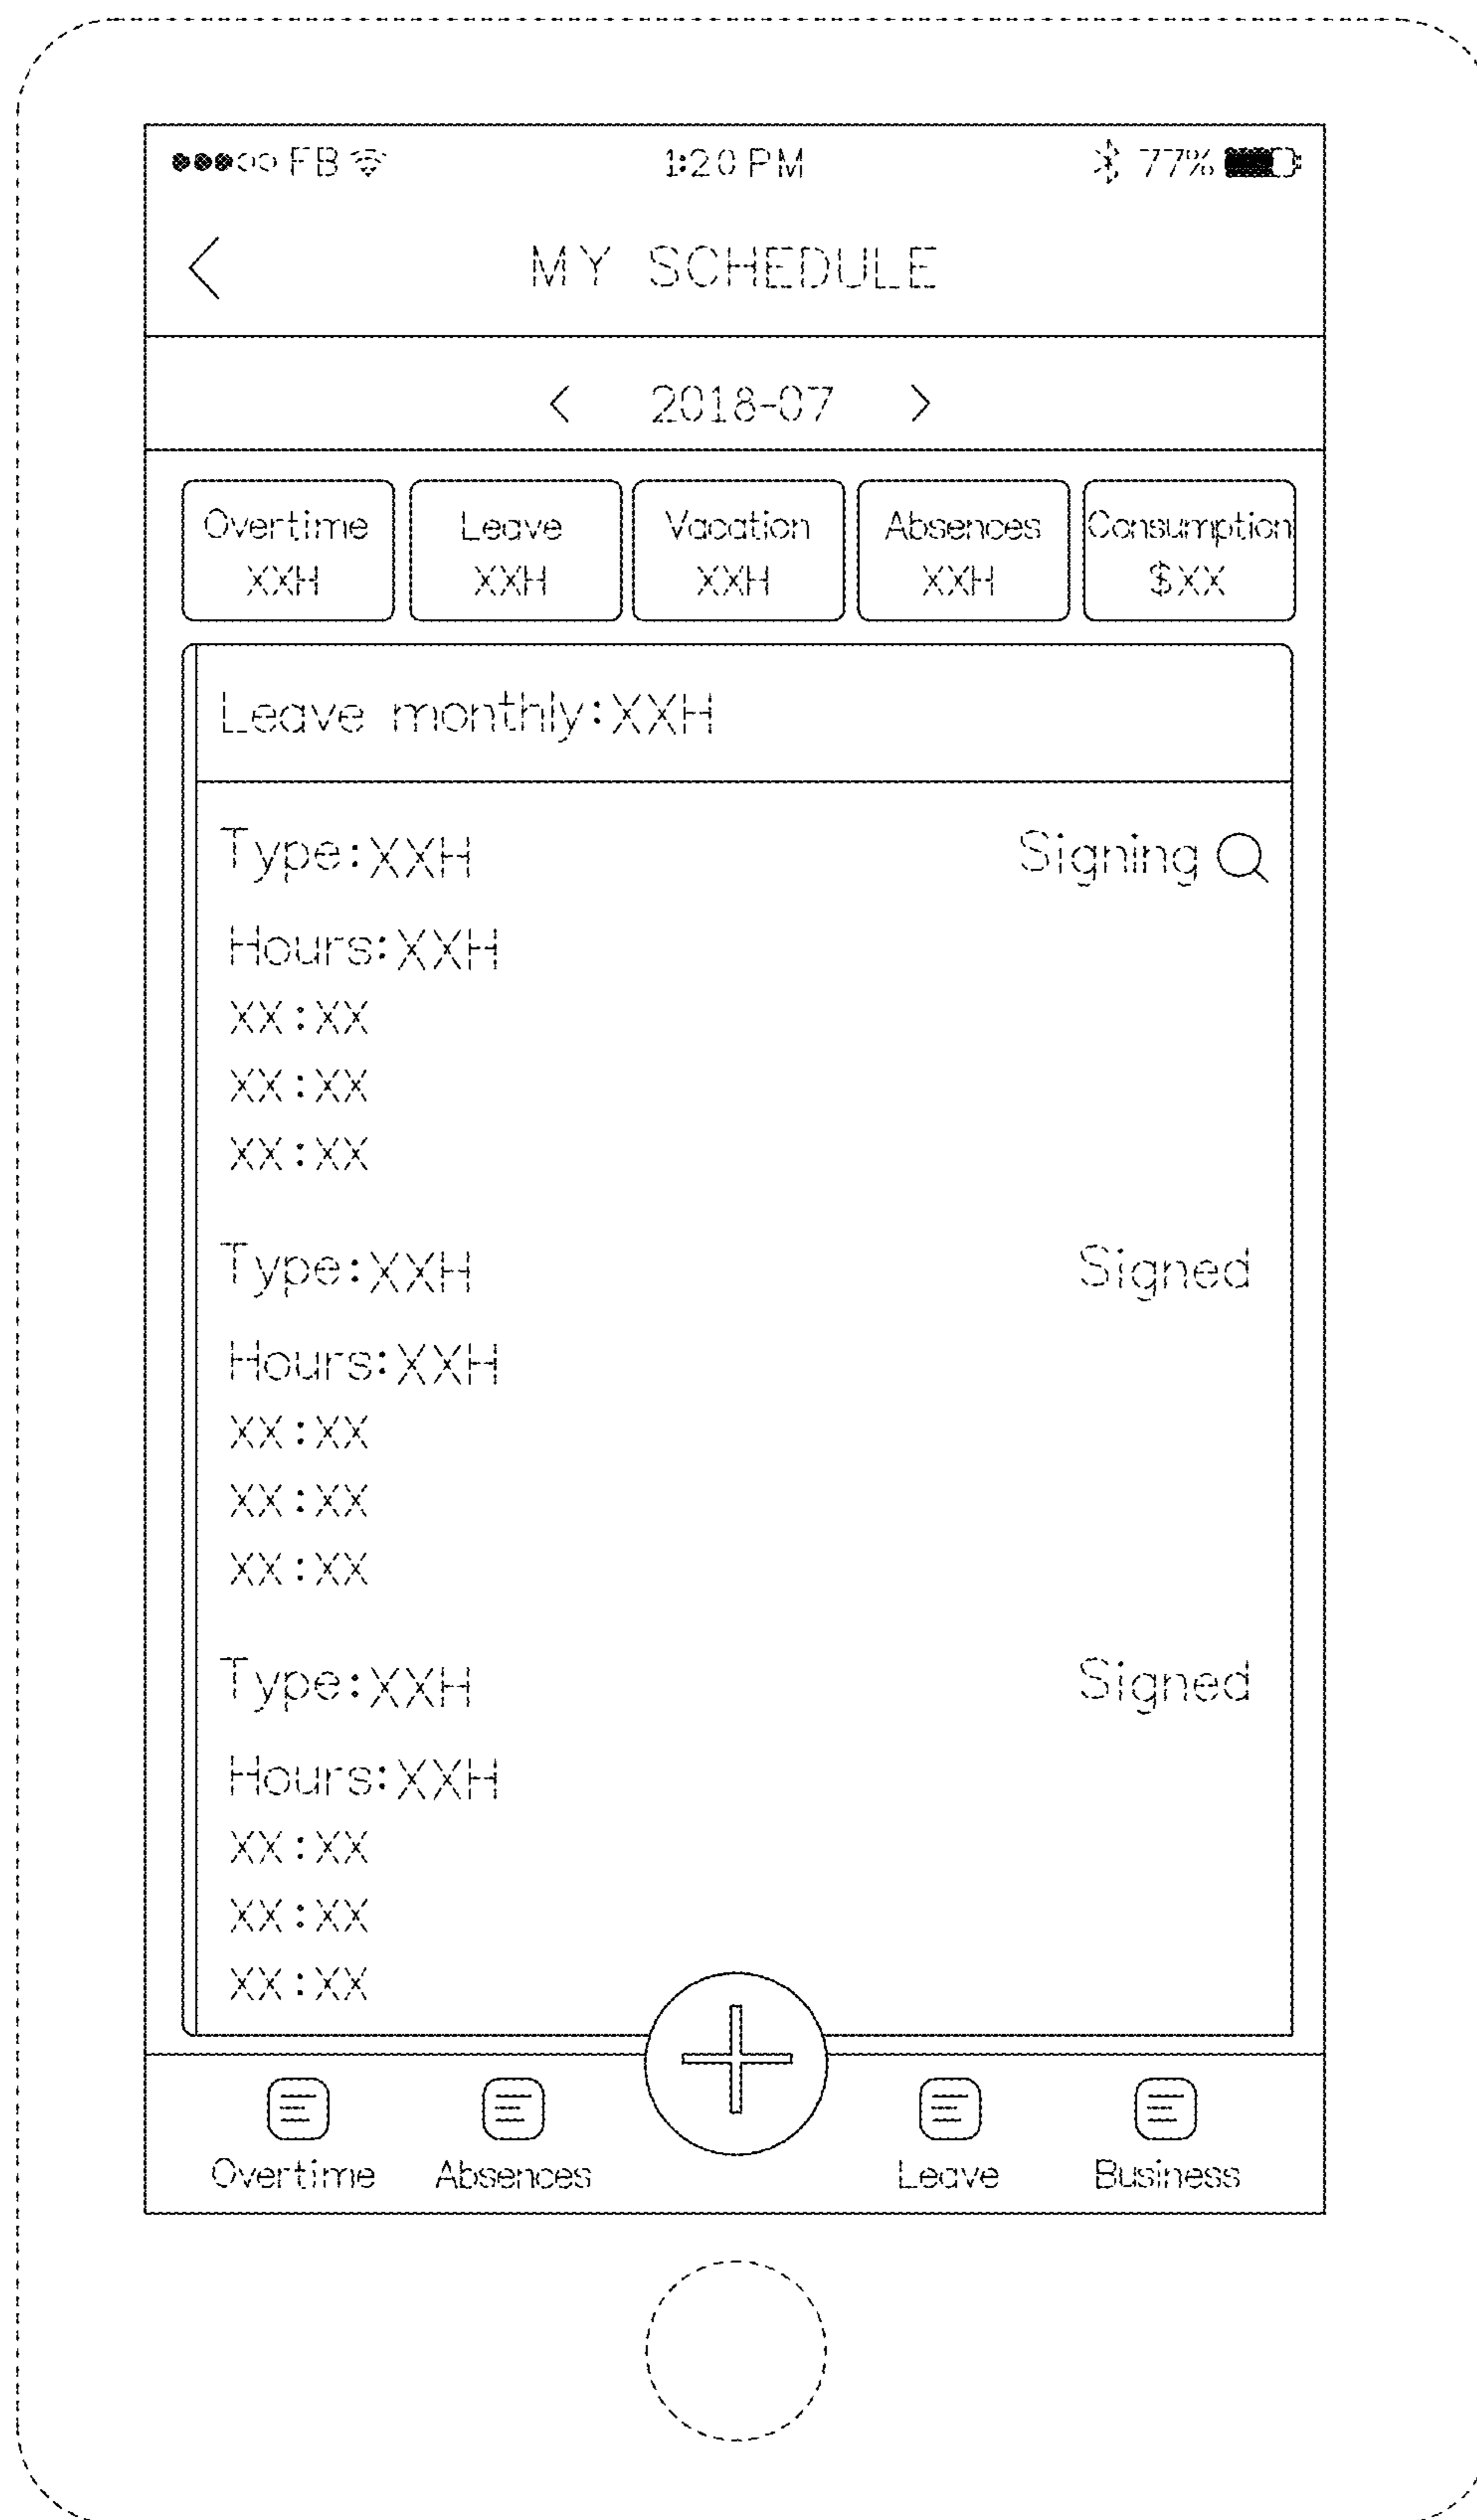 FB 1:20 PM 77%
MY SCHEDULE
2018-07
Overtime Leave Vacation Absences Consumption
XXH XXH XXH XXH $XX
Leave monthly:XXH
Type:XXH Signing
Hours:XXH
XX:XX
XX:XX
XX:XX
Type:XXH Signed
Hours:XXH
XX:XX
XX:XX
XX:XX
Type:XXH Signed
Hours:XXH
XX:XX
XX:XX
XX:XX
Overtime Absences Leave Business